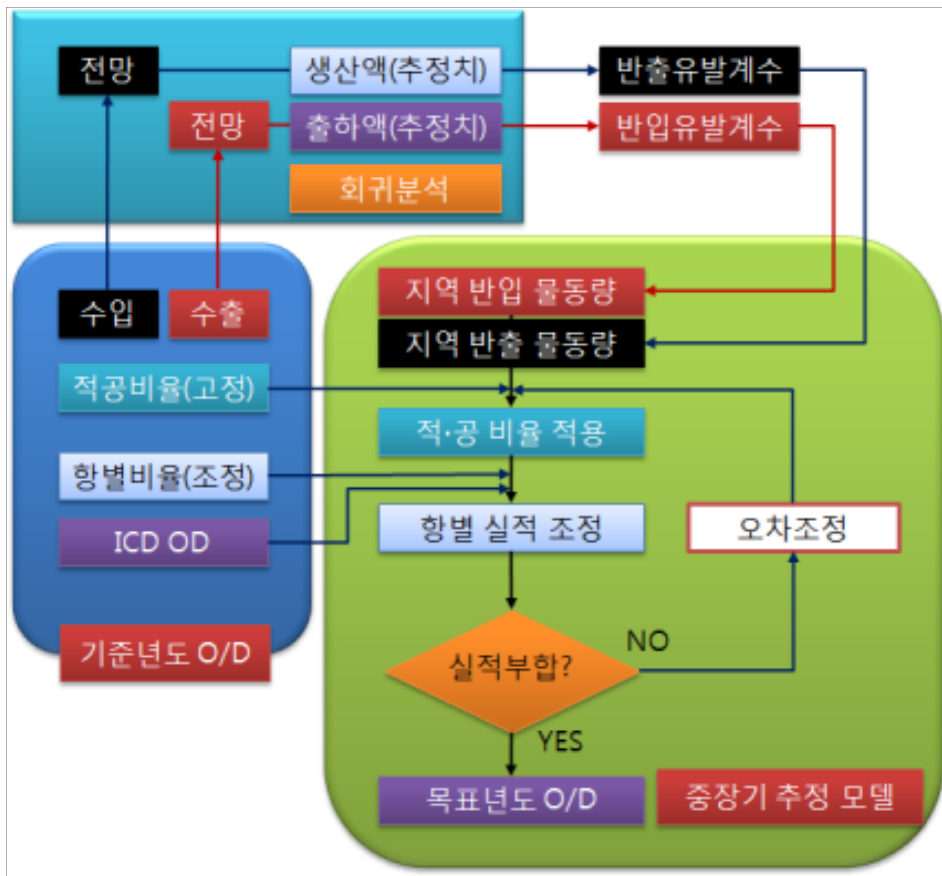 전망
생산액(추정치)
반출유발계수
전망
출하액(추정치)
반입유발계수
회귀분석
수입
수출
적공비율(고정)
항별비율(조정)
ICD OD
기준년도 O/D
지역 반입 물동량
지역 반출 물동량
적·공 비율 적용
항별 실적 조정
오차조정
실적부합?
NO
YES
목표년도 O/D
중장기 추정 모델